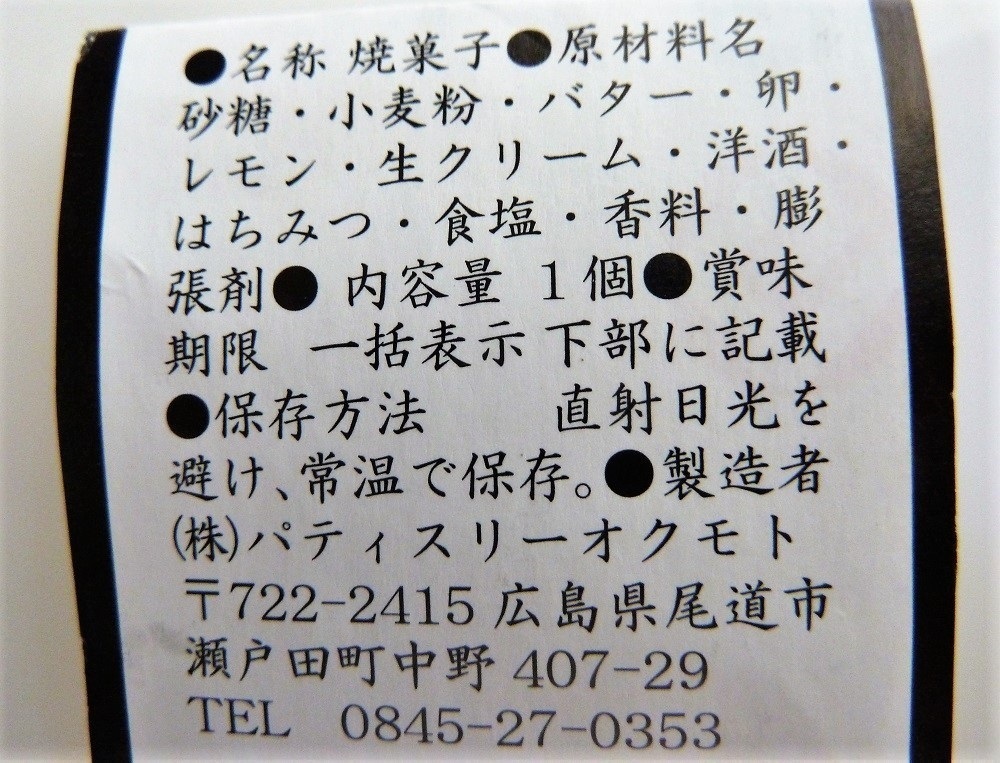 ●名称 焼菓子●原材料名
砂糖・小麦粉・バター・卵・
レモン・生クリーム・洋酒・
はちみつ・食塩・香料・膨
張剤● 内容量 1個●賞味
期限 一括表示下部に記載
●保存方法 直射日光を
避け、常温で保存。●製造者
㈱パティスリーオクモト
〒722-2415 広島県尾道市
瀬戸田町中野 407-29
TEL 0845-27-0353